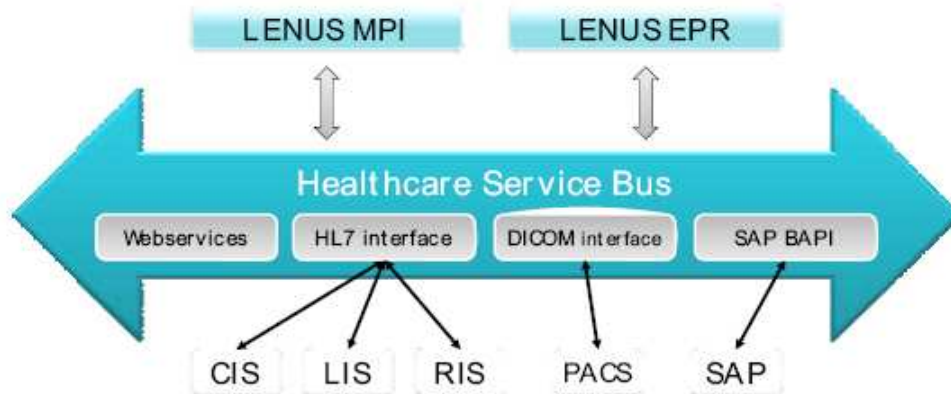 LENUS MPI LENUS EPR
Healthcare Service Bus
Webservices HL7 interface DICOM interface SAP BAPI
CIS LIS RIS PACS SAP